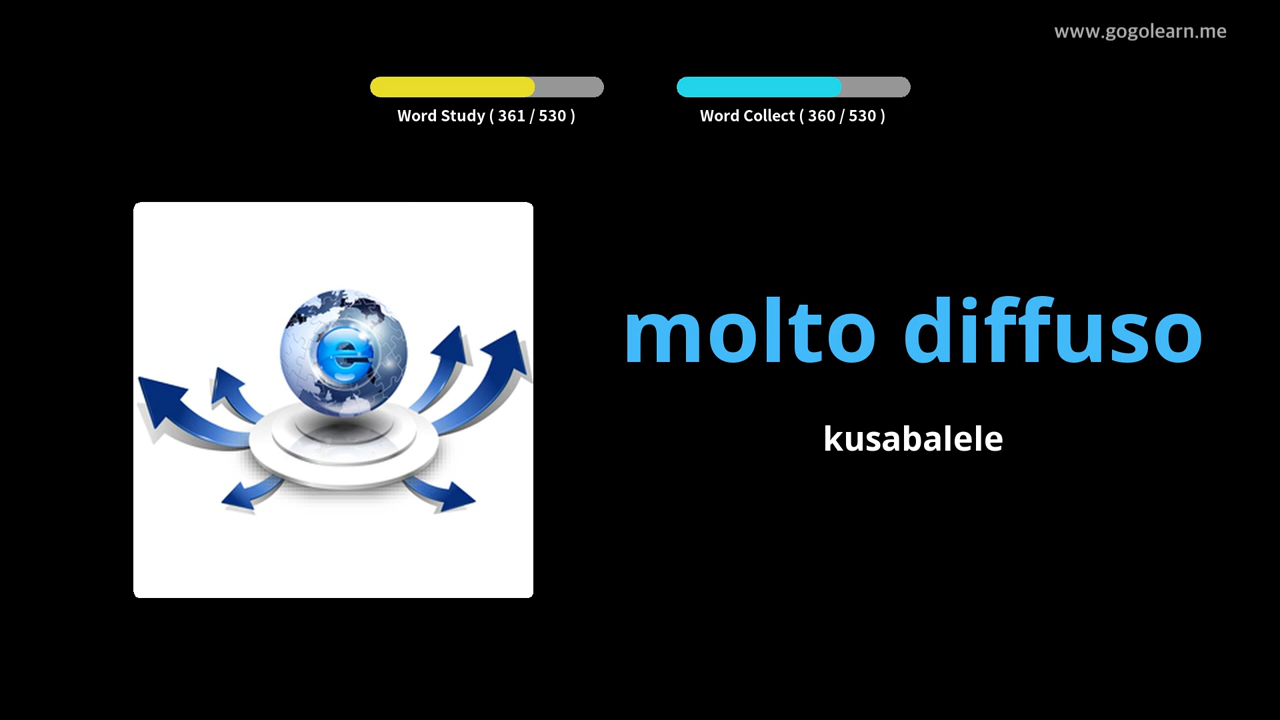 www.gogolearn.me
Word Study ( 361 / 530 )
Word Collect ( 360 / 530 )
e
molto diffuso
kusabalele